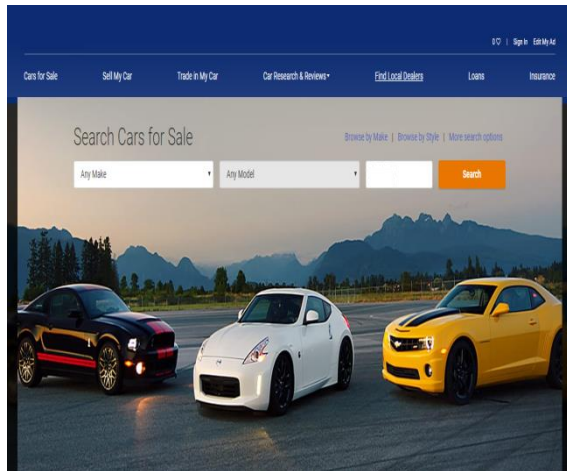 0♡ | Sign In Edit My Ad
Cars for Sale Sell My Car Trade in My Car Car Research & Reviews▾ Find Local Dealers Loans Insurance
Search Cars for Sale
Browse by Make | Browse by Style | More search options
Any Make ▾ Any Model ▾ Search